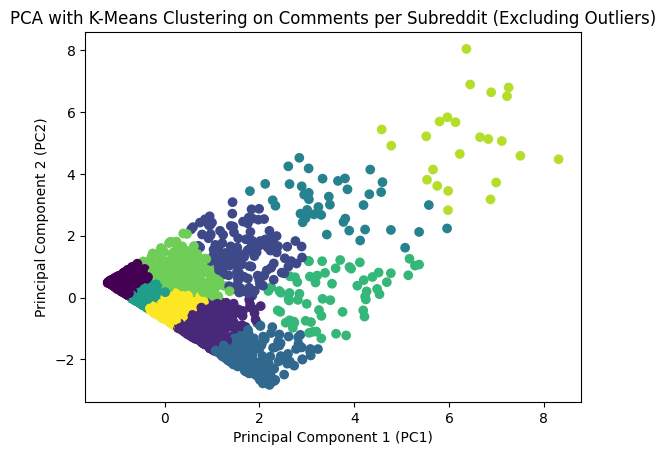 PCA with K-Means Clustering on Comments per Subreddit (Excluding Outliers)
8
6
4
2
0
−2
Principal Component 2 (PC2)
0 2 4 6 8
Principal Component 1 (PC1)